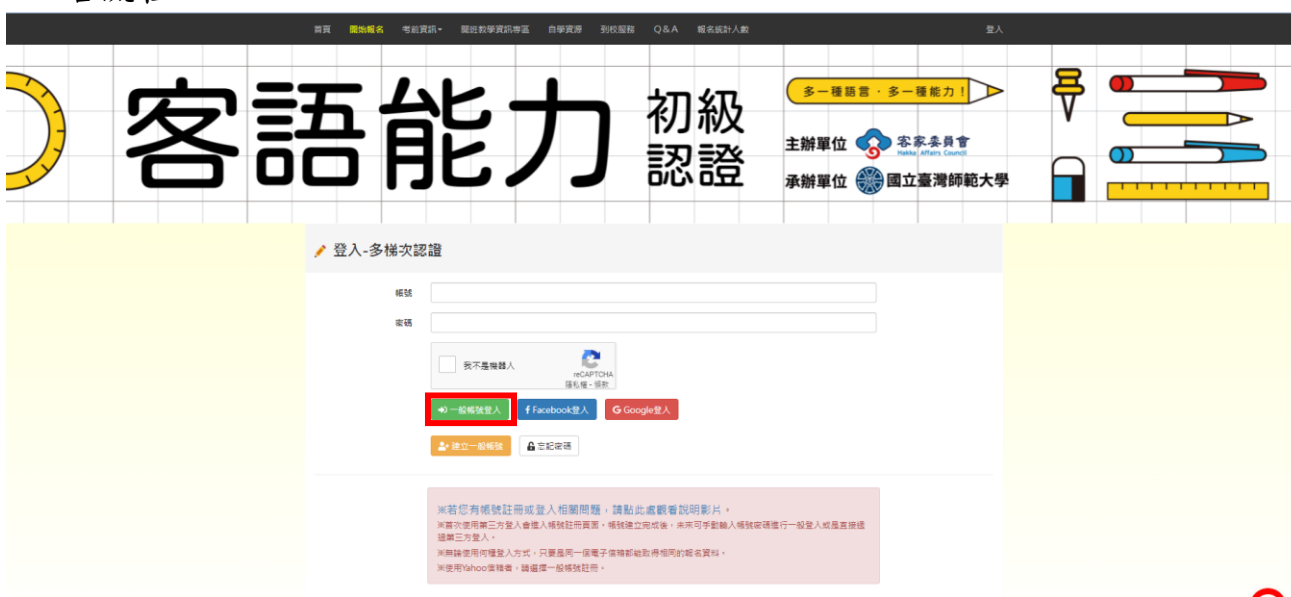 首頁 開始報名 考前資訊 開班教學資訊專區 自學資源 到校服務 Q&A 報名統計人數 登入
客語能力 初級認證
多一種語言・多一種能力!
主辦單位 客家委員會
Hakka Affairs Council
承辦單位 國立臺灣師範大學
登入-多梯次認證
帳號
密碼
我不是機器人
reCAPTCHA
隱私權 - 條款
一般帳號登入 Facebook登入 Google登入
建立一般帳號 忘記密碼
※若您有帳號註冊或登入相關問題,請點此處觀看說明影片。
※首次使用第三方登入會進入帳號註冊頁面。帳號建立完成後,未來可手動輸入帳號密碼進行一般登入或是直接透
過第三方登入。
※無論使用何種登入方式,只要是同一個電子信箱都能取得相同的報名資料。
※使用Yahoo信箱者,請選擇一般帳號註冊。